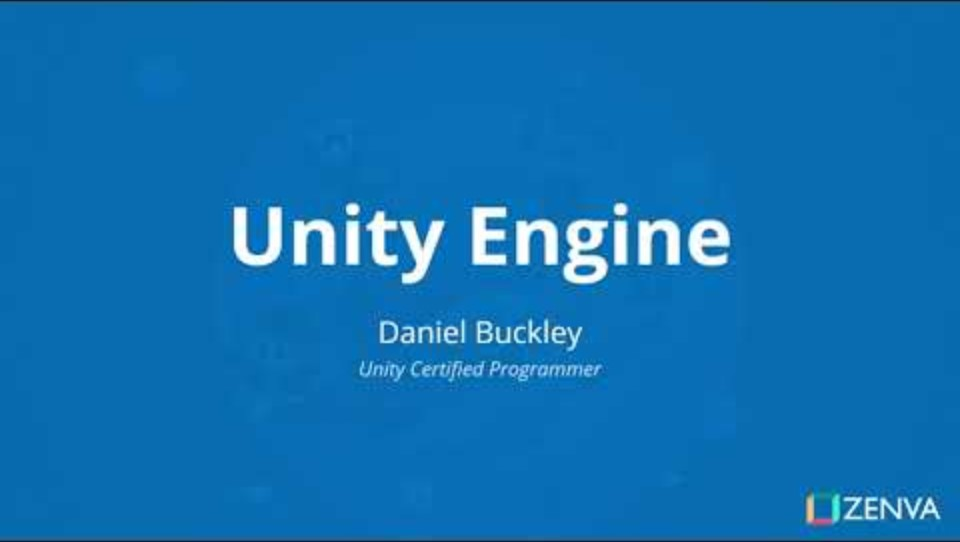 Unity Engine
Daniel Buckley
Unity Certified Programmer
ZENVA